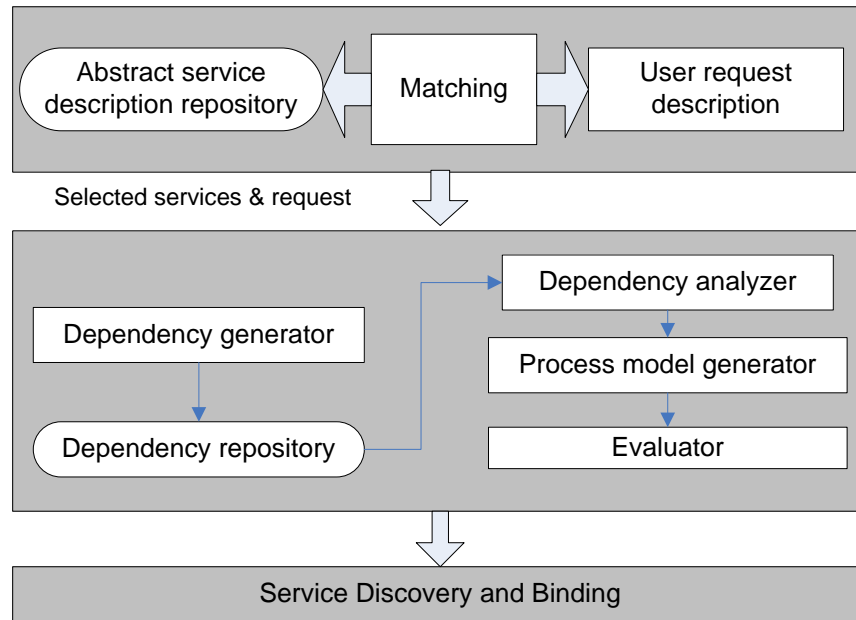 Abstract service
description repository
Matching
User request
description
Selected services & request
Dependency generator
Dependency repository
Dependency analyzer
Process model generator
Evaluator
Service Discovery and Binding